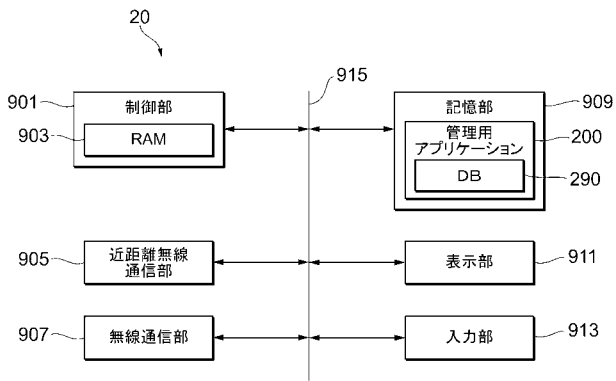 20
915
901
制御部
903
RAM
記憶部
909
管理用
アプリケーション
200
DB
290
905
近距離無線
通信部
表示部
911
907
無線通信部
入力部
913